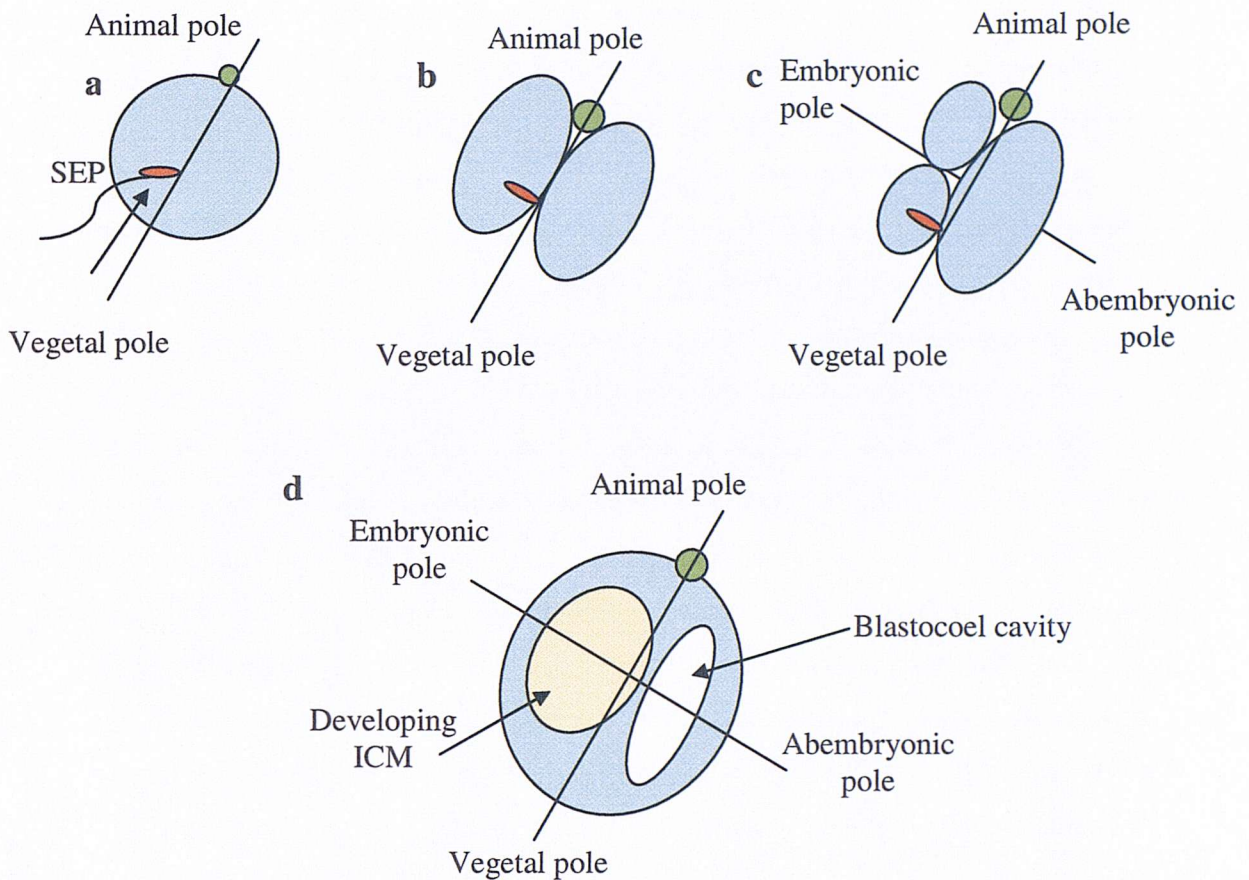 Animal pole
a
SEP
Vegetal pole
Animal pole
b
Vegetal pole
Animal pole
c
Embryonic
pole
Abembryonic
pole
Vegetal pole
d
Animal pole
Embryonic
pole
Blastocoel cavity
Developing
ICM
Abembryonic
pole
Vegetal pole